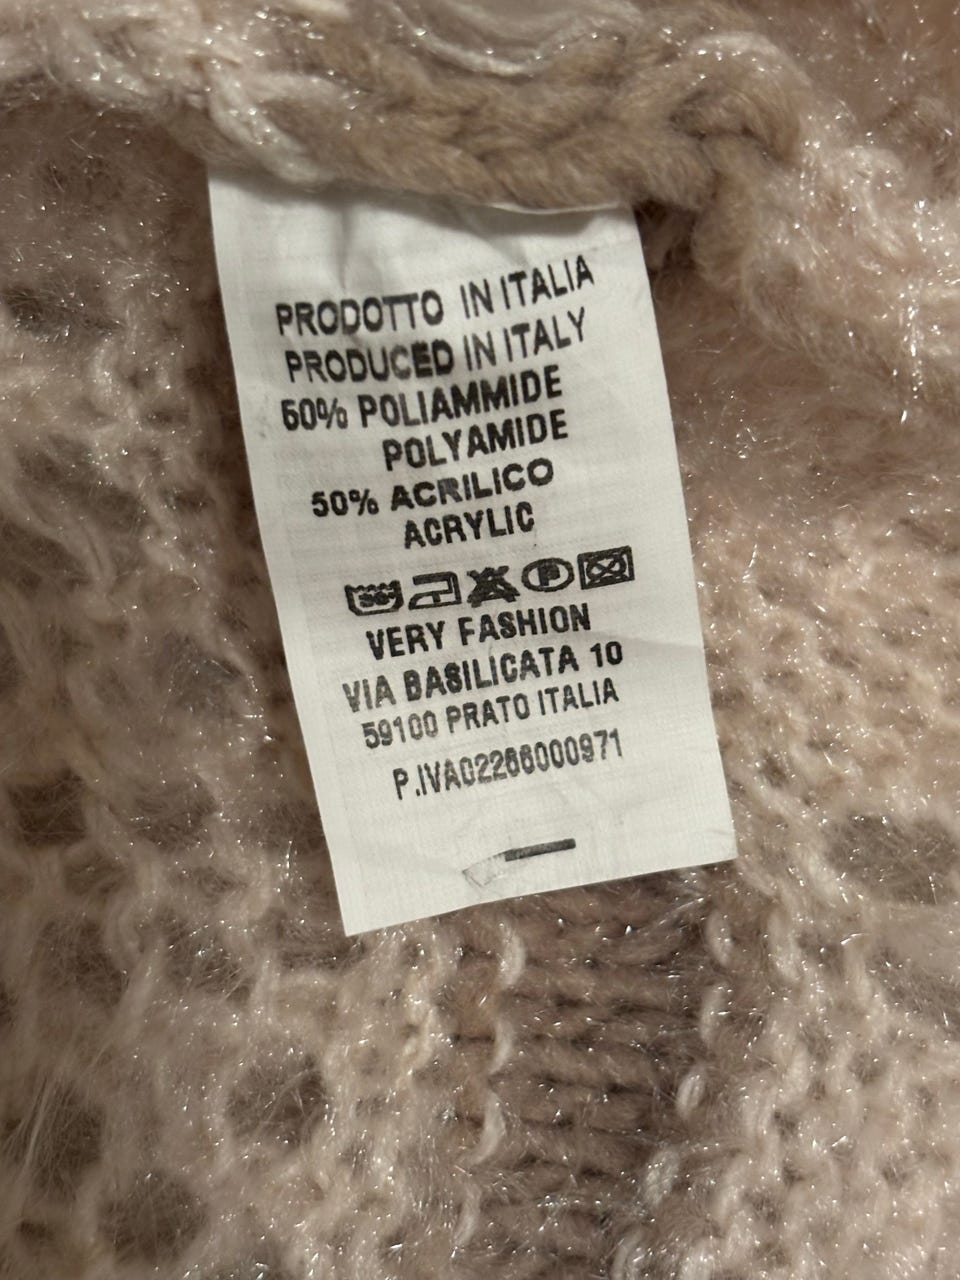 PRODOTTO IN ITALIA
PRODUCED IN ITALY
50% POLIAMMIDE
POLYAMIDE
50% ACRILICO
ACRYLIC
30 P
VERY FASHION
VIA BASILICATA 10
59100 PRATO ITALIA
P.IVA02266000971